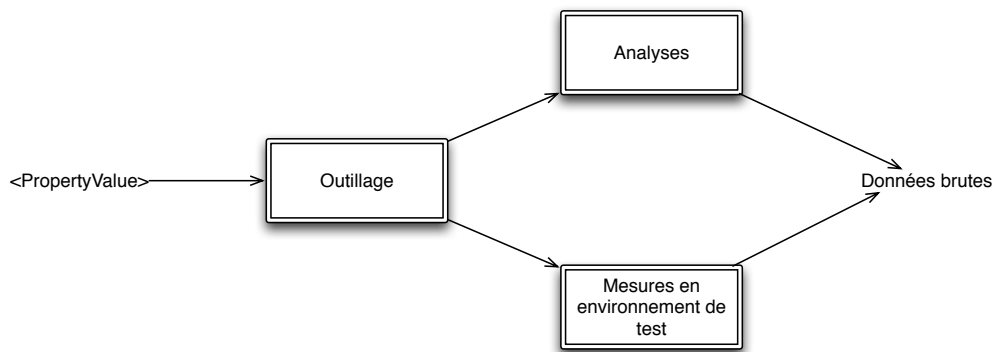 Analyses
<PropertyValue>
Outillage
Données brutes
Mesures en
environnement de
test